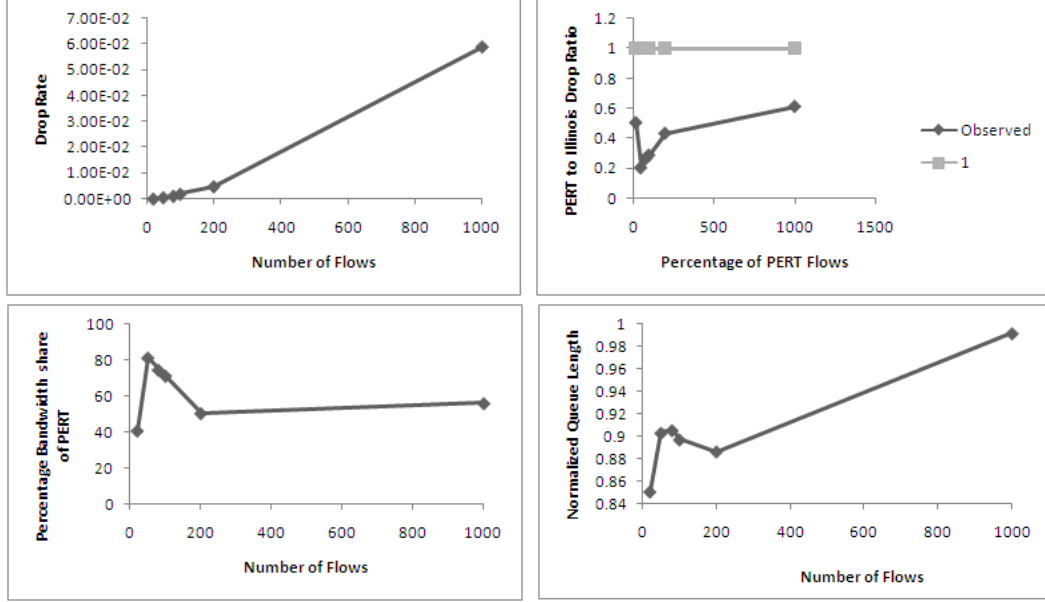 7.00E-02
6.00E-02
5.00E-02
4.00E-02
3.00E-02
2.00E-02
1.00E-02
0.00E+00
Drop Rate
0 200 400 600 800 1000
Number of Flows
1.2
1
0.8
0.6
0.4
0.2
0
PERT to Illinois Drop Ratio
0 500 1000 1500
Percentage of PERT Flows
Observed
1
100
80
60
40
20
0
Percentage Bandwidth share
of PERT
0 200 400 600 800 1000
Number of Flows
1
0.98
0.96
0.94
0.92
0.9
0.88
0.86
0.84
Normalized Queue Length
0 200 400 600 800 1000
Number of Flows